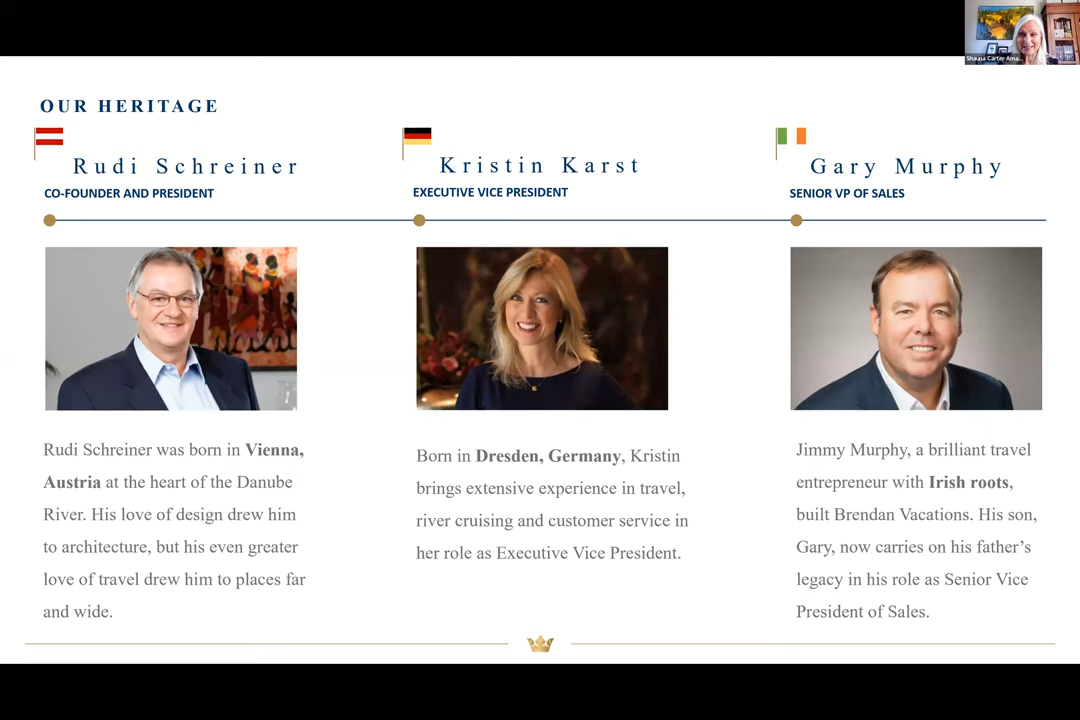 Shauna Carter Ama...
OUR HERITAGE
Rudi Schreiner
CO-FOUNDER AND PRESIDENT
Rudi Schreiner was born in Vienna,
Austria at the heart of the Danube
River. His love of design drew him
to architecture, but his even greater
love of travel drew him to places far
and wide.
Kristin Karst
EXECUTIVE VICE PRESIDENT
Born in Dresden, Germany, Kristin
brings extensive experience in travel,
river cruising and customer service in
her role as Executive Vice President.
Gary Murphy
SENIOR VP OF SALES
Jimmy Murphy, a brilliant travel
entrepreneur with Irish roots,
built Brendan Vacations. His son,
Gary, now carries on his father’s
legacy in his role as Senior Vice
President of Sales.